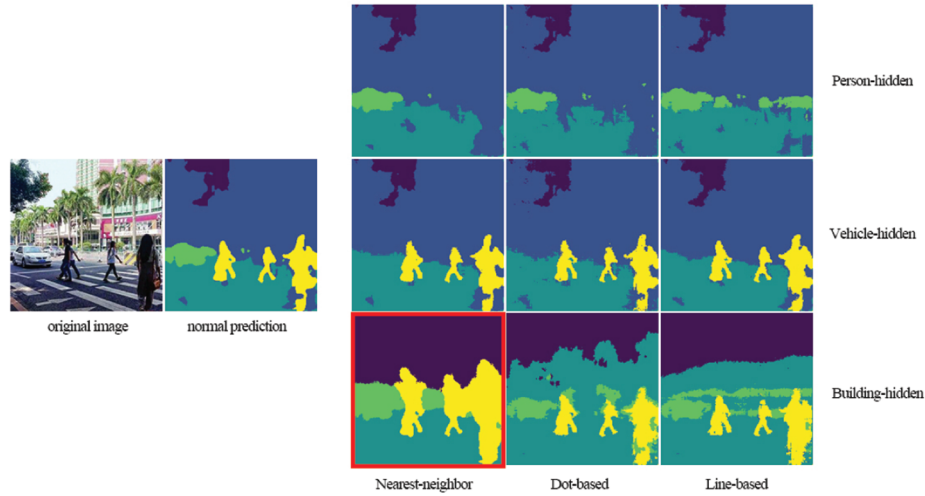 Person-hidden
Vehicle-hidden
original image
normal prediction
Building-hidden
Nearest-neighbor
Dot-based
Line-based